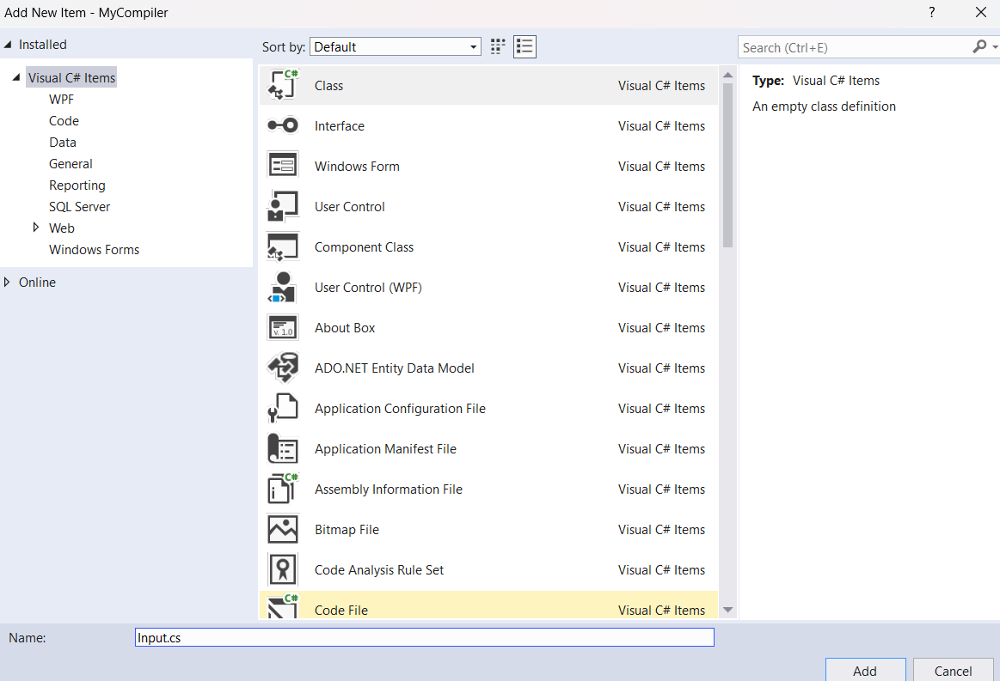 Add New Item - MyCompiler
?
Installed
Visual C# Items
WPF
Code
Data
General
Reporting
SQL Server
Web
Windows Forms
Online
Sort by: Default
Search (Ctrl+E)
C#
Class Visual C# Items
Interface Visual C# Items
Windows Form Visual C# Items
User Control Visual C# Items
Component Class Visual C# Items
User Control (WPF) Visual C# Items
v. 1.0
About Box Visual C# Items
ADO.NET Entity Data Model Visual C# Items
Application Configuration File Visual C# Items
Application Manifest File Visual C# Items
C#
Assembly Information File Visual C# Items
Bitmap File Visual C# Items
Code Analysis Rule Set Visual C# Items
C#
Code File Visual C# Items
Type: Visual C# Items
An empty class definition
Name: Input.cs
Add Cancel